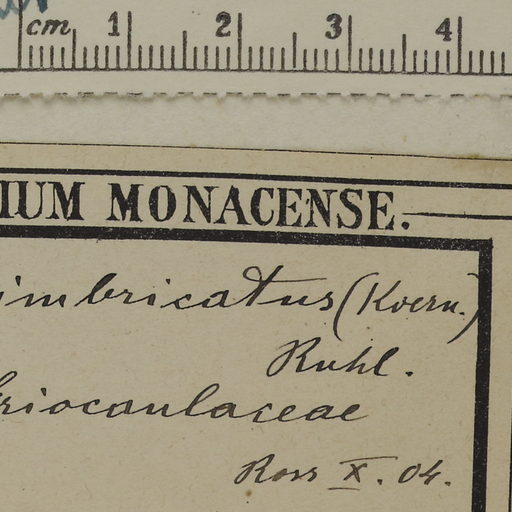 cm 1 2 3 4
IUM MONACENSE.
imbricatus (Koern.)
Ruhl.
riocaulaceae
Ross X. 04.